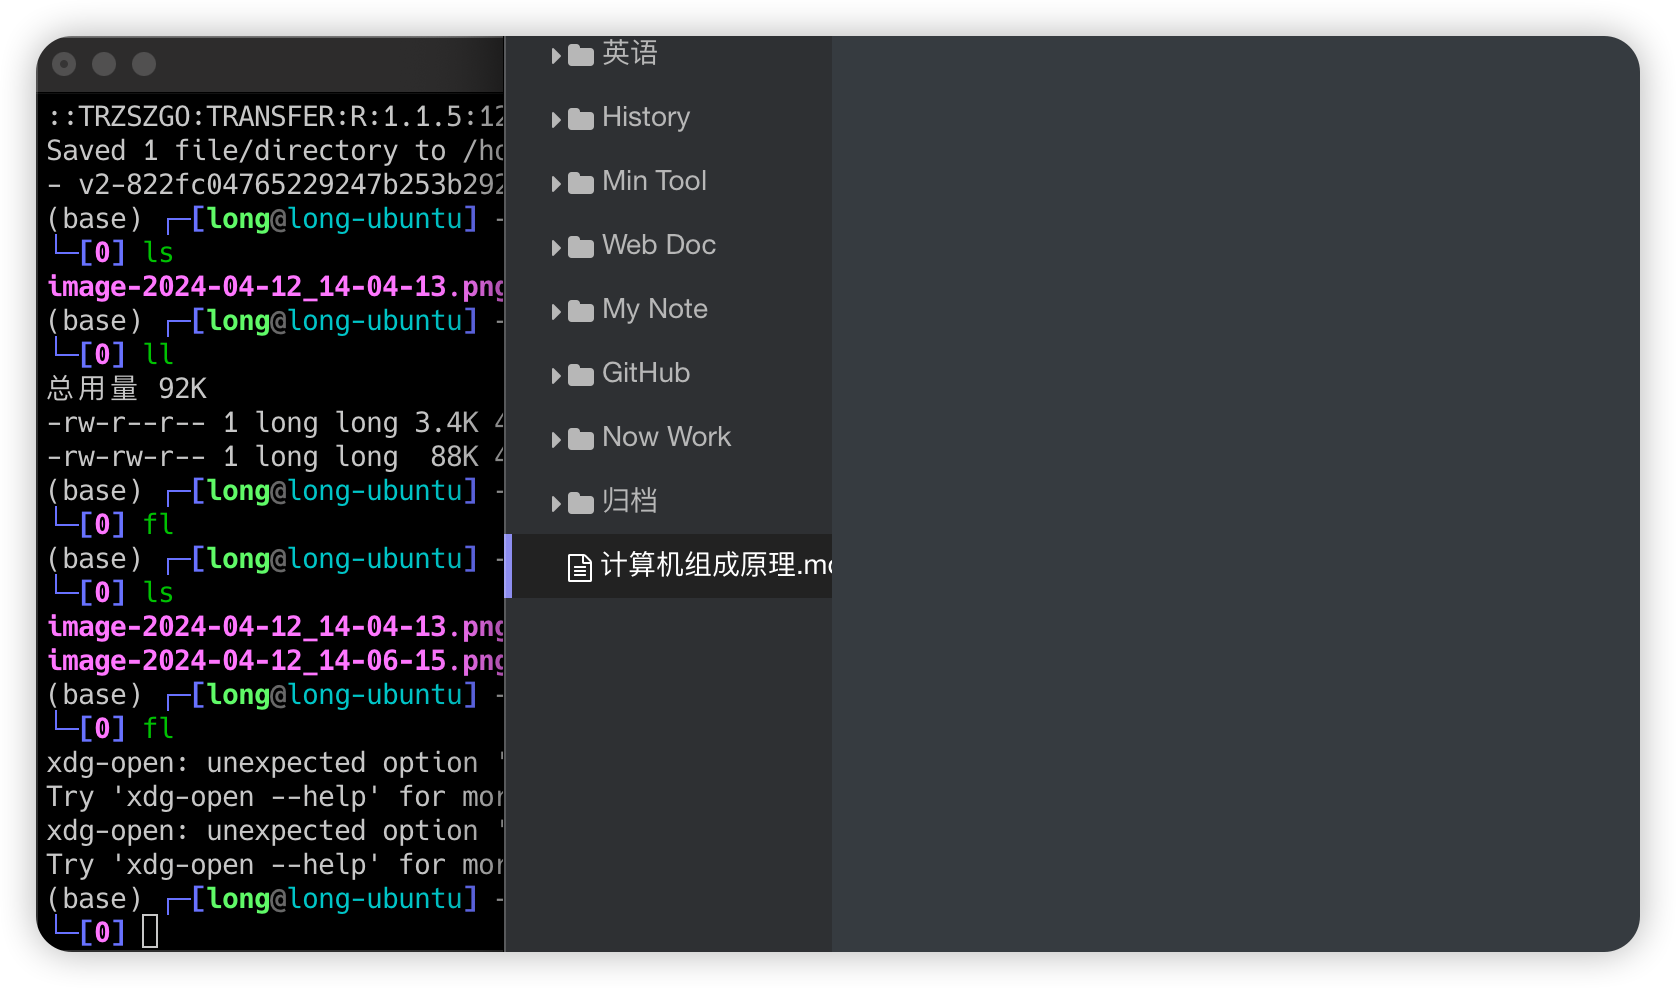 ::TRZSZGO:TRANSFER:R:1.1.5:12
Saved 1 file/directory to
- v2-822fc04765229247b253b292
(base) ┌─[long@long-ubuntu] -
└─[0] ls
image-2024-04-12_14-04-13.png
(base) ┌─[long@long-ubuntu] -
└─[0] ll
总用量 92K
-rw-r--r-- 1 long long 3.4K
-rw-rw-r-- 1 long long  88K
(base) ┌─[long@long-ubuntu] -
└─[0] fl
(base) ┌─[long@long-ubuntu] -
└─[0] ls
image-2024-04-12_14-04-13.png
image-2024-04-12_14-06-15.png
(base) ┌─[long@long-ubuntu] -
└─[0] fl
xdg-open: unexpected option '
Try 'xdg-open --help' for
xdg-open: unexpected option '
Try 'xdg-open --help' for
(base) ┌─[long@long-ubuntu] -
└─[0]
英语
History
Min Tool
Web Doc
My Note
GitHub
Now Work
归档
计算机组成原理.m